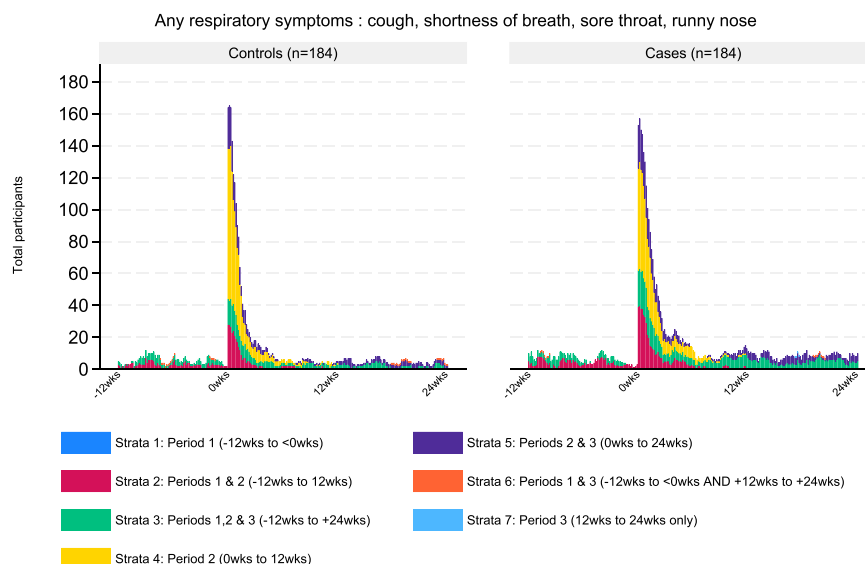 Any respiratory symptoms : cough, shortness of breath, sore throat, runny nose
Controls (n=184)
Cases (n=184)
Total participants
180
160
140
120
100
80
60
40
20
0
-12wks
0wks
12wks
24wks
-12wks
0wks
12wks
24wks
Strata 1: Period 1 (-12wks to <0wks)
Strata 5: Periods 2 & 3 (0wks to 24wks)
Strata 2: Periods 1 & 2 (-12wks to 12wks)
Strata 6: Periods 1 & 3 (-12wks to <0wks AND +12wks to +24wks)
Strata 3: Periods 1,2 & 3 (-12wks to +24wks)
Strata 7: Period 3 (12wks to 24wks only)
Strata 4: Period 2 (0wks to 12wks)